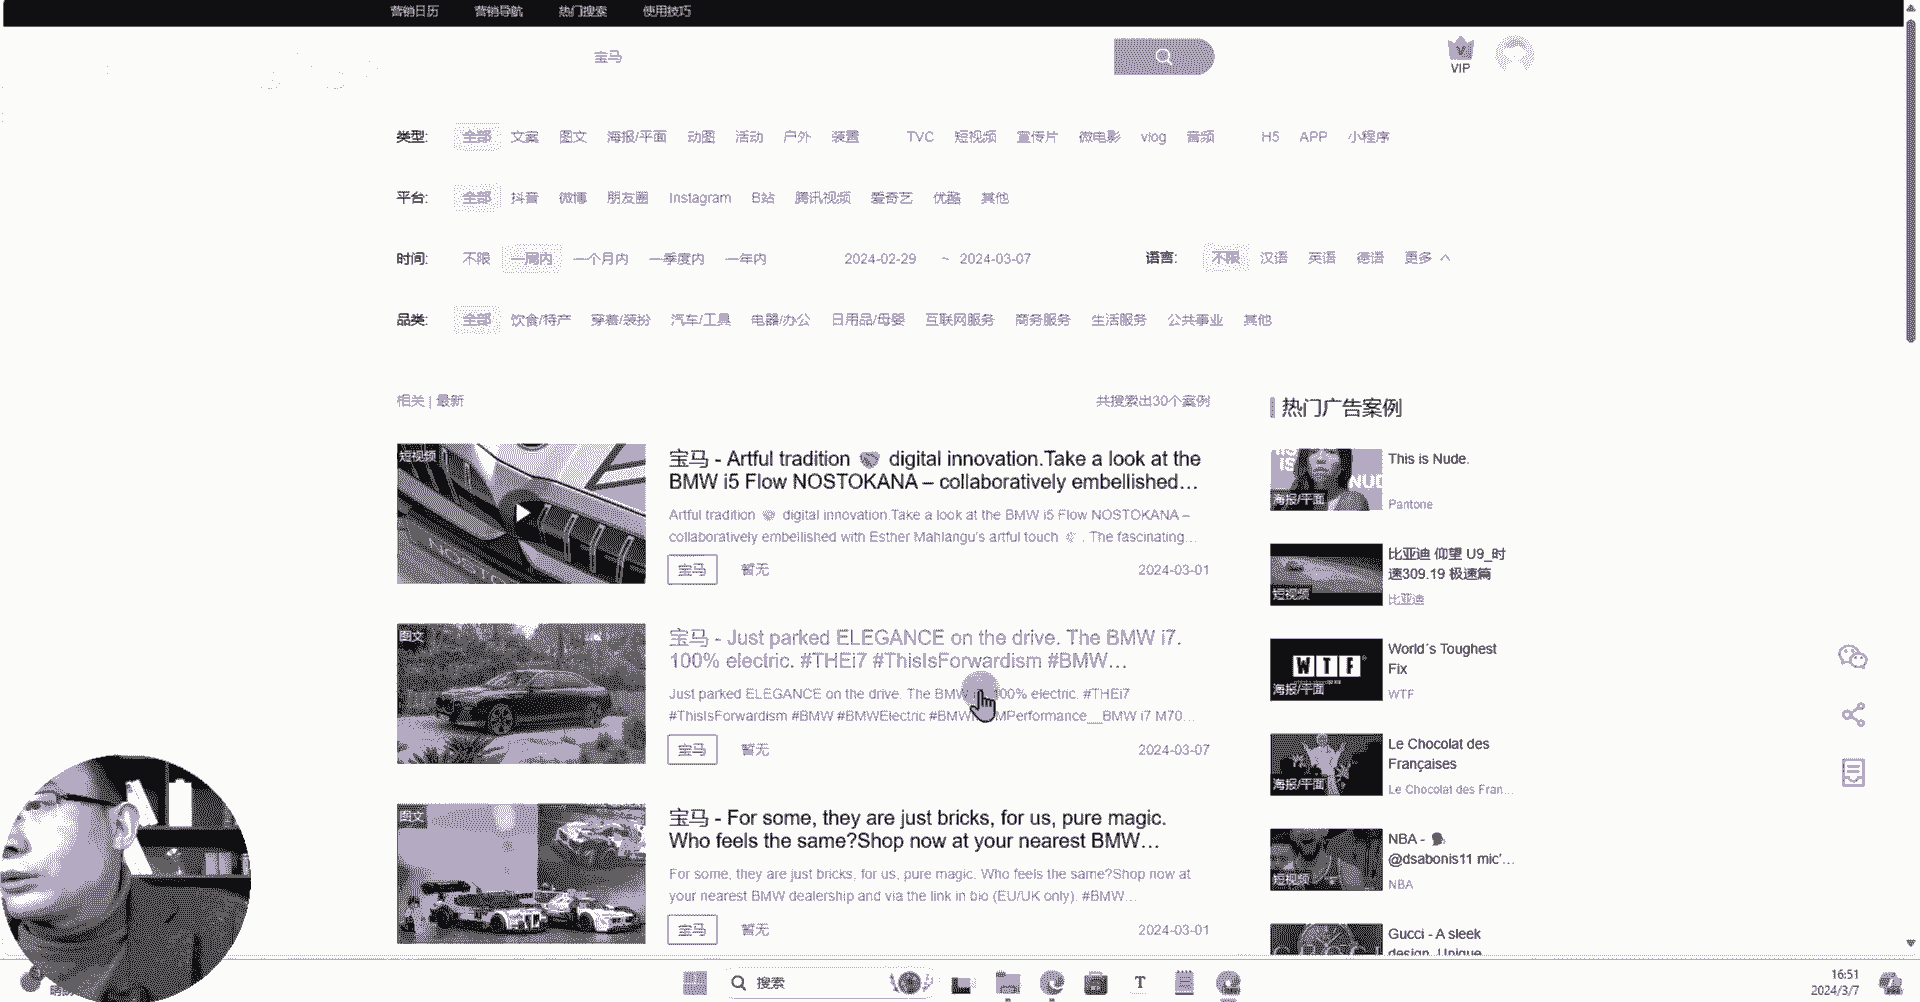 营销日历 营销导航 热门搜索 使用技巧
宝马
VIP
类型: 全部 文案 图文 海报/平面 动图 活动 户外 装置 TVC 短视频 宣传片 微电影 vlog 音频 H5 APP 小程序
平台: 全部 抖音 微博 朋友圈 Instagram B站 腾讯视频 爱奇艺 优酷 其他
时间: 不限 一周内 一个月内 一季度内 一年内 2024-02-29 ~ 2024-03-07 语言: 不限 汉语 英语 德语 更多
品类: 全部 饮食/特产 穿着/装扮 汽车/工具 电器/办公 日用品/母婴 互联网服务 商务服务 生活服务 公共事业 其他
相关 | 最新 共搜索出30个案例
短视频
宝马 - Artful tradition digital innovation.Take a look at the
BMW i5 Flow NOSTOKANA – collaboratively embellished...
Artful tradition digital innovation.Take a look at the BMW i5 Flow NOSTOKANA –
collaboratively embellished with Esther Mahlangu's artful touch . The fascinating...
宝马 暂无 2024-03-01
图文
宝马 - Just parked ELEGANCE on the drive. The BMW i7.
100% electric. #THEi7 #ThisIsForwardism #BMW...
Just parked ELEGANCE on the drive. The BMW 100% electric. #THEi7
#ThisIsForwardism #BMW #BMWElectric #BMW MPerformance__BMW i7 M70...
宝马 暂无 2024-03-07
图文
宝马 - For some, they are just bricks, for us, pure magic.
Who feels the same?Shop now at your nearest BMW...
For some, they are just bricks, for us, pure magic. Who feels the same?Shop now at
your nearest BMW dealership and via the link in bio (EU/UK only). #BMW...
宝马 暂无 2024-03-01
热门广告案例
海报/平面
This is Nude.
Pantone
短视频
比亚迪 仰望 U9_时
速309.19 极速篇
比亚迪
WTF
海报/平面
World's Toughest
Fix
WTF
海报/平面
Le Chocolat des
Françaises
Le Chocolat des Fran...
短视频
NBA -
@dsabonis11 mic'...
NBA
Gucci - A sleek
design. Unique
搜索
16:51
2024/3/7